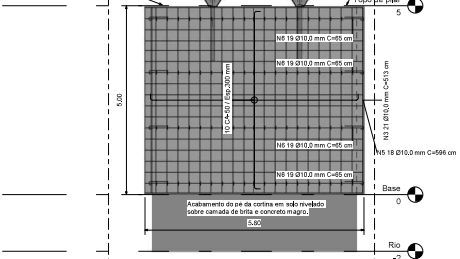 Topo de pilar
5
N6 19 Ø10,0 mm C=65 cm
N6 19 Ø10,0 mm C=65 cm
5,00
10 CA-50 / Esp.300 mm
N3 21 Ø10,0 mm C=513 cm
N6 19 Ø10,0 mm C=65 cm
N5 18 Ø10,0 mm C=596 cm
N6 19 Ø10,0 mm C=65 cm
Base
0
Acabamento do pé da cortina em solo nivelado
sobre camada de brita e concreto magro.
5,80
Rio
-2